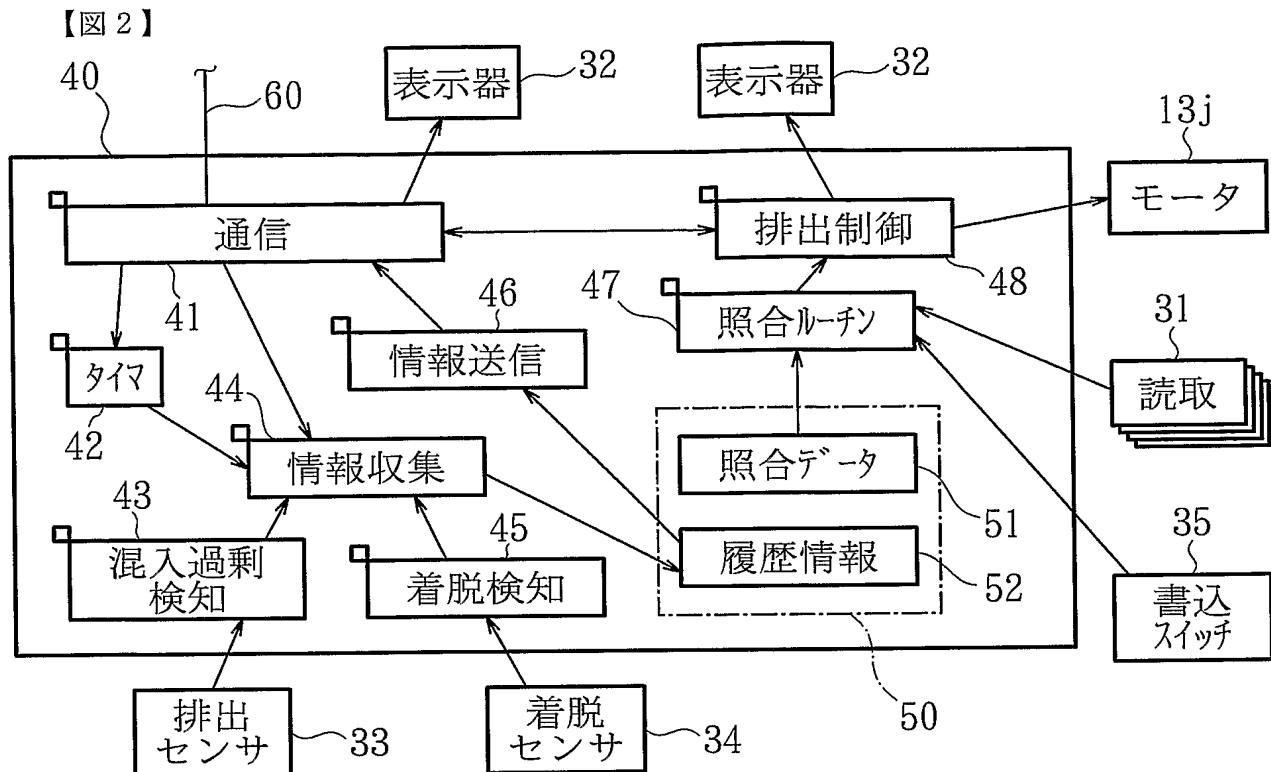 【図2】
表示器
32
表示器
32
40
60
13j
モータ
通信
排出制御
41
46
47
48
照合ルーチン
31
読取
タイマ
42
情報送信
44
情報収集
照合データ
51
43
混入過剰
検知
45
着脱検知
履歴情報
52
35
書込
スイッチ
50
排出
センサ
33
着脱
センサ
34